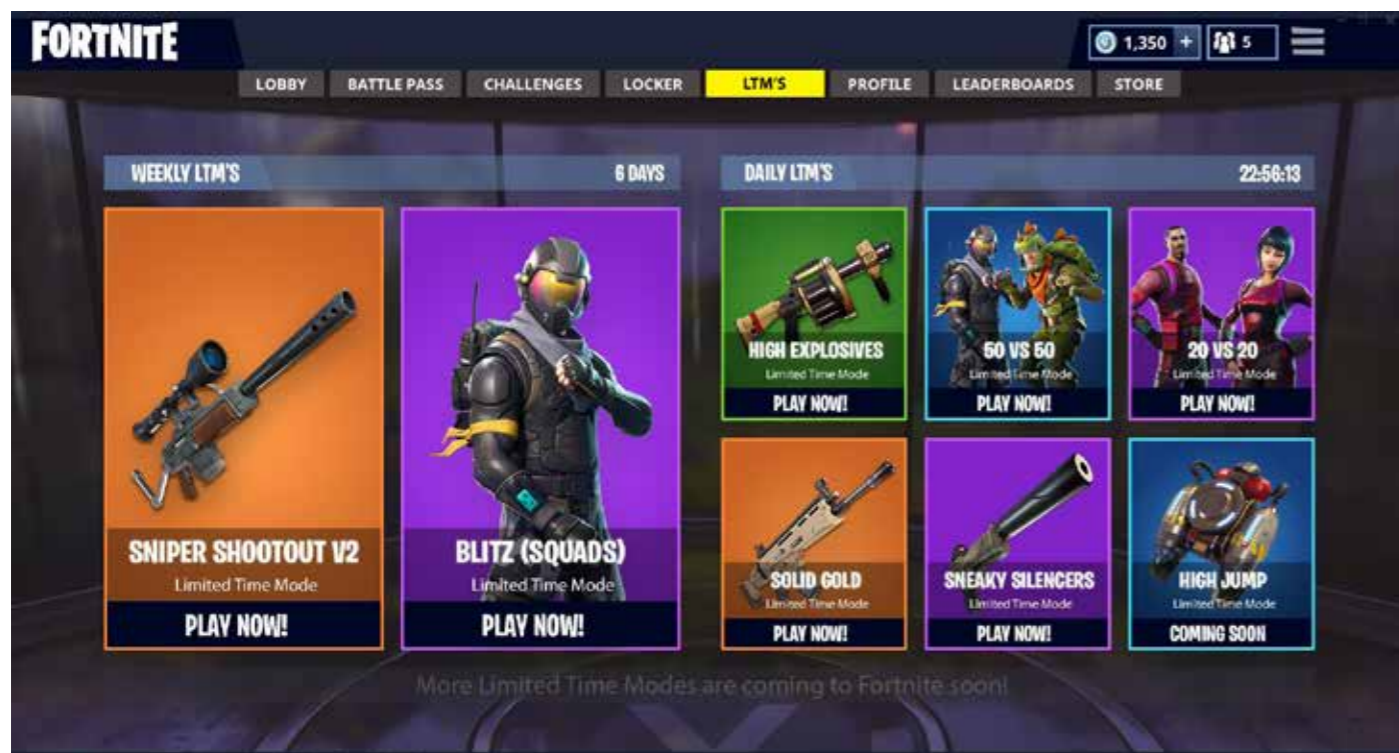 FORTNITE
1,350 +
5
LOBBY BATTLE PASS CHALLENGES LOCKER LTM'S PROFILE LEADERBOARDS STORE
WEEKLY LTM'S 6 DAYS
SNIPER SHOOTOUT V2
Limited Time Mode
PLAY NOW!
BLITZ (SQUADS)
Limited Time Mode
PLAY NOW!
DAILY LTM'S 22:56:13
HIGH EXPLOSIVES
Limited Time Mode
PLAY NOW!
50 VS 50
Limited Time Mode
PLAY NOW!
20 VS 20
Limited Time Mode
PLAY NOW!
SOLID GOLD
Limited Time Mode
PLAY NOW!
SNEAKY SILENCERS
Limited Time Mode
PLAY NOW!
HIGH JUMP
Limited Time Mode
COMING SOON
More Limited Time Modes are coming to Fortnite soon!